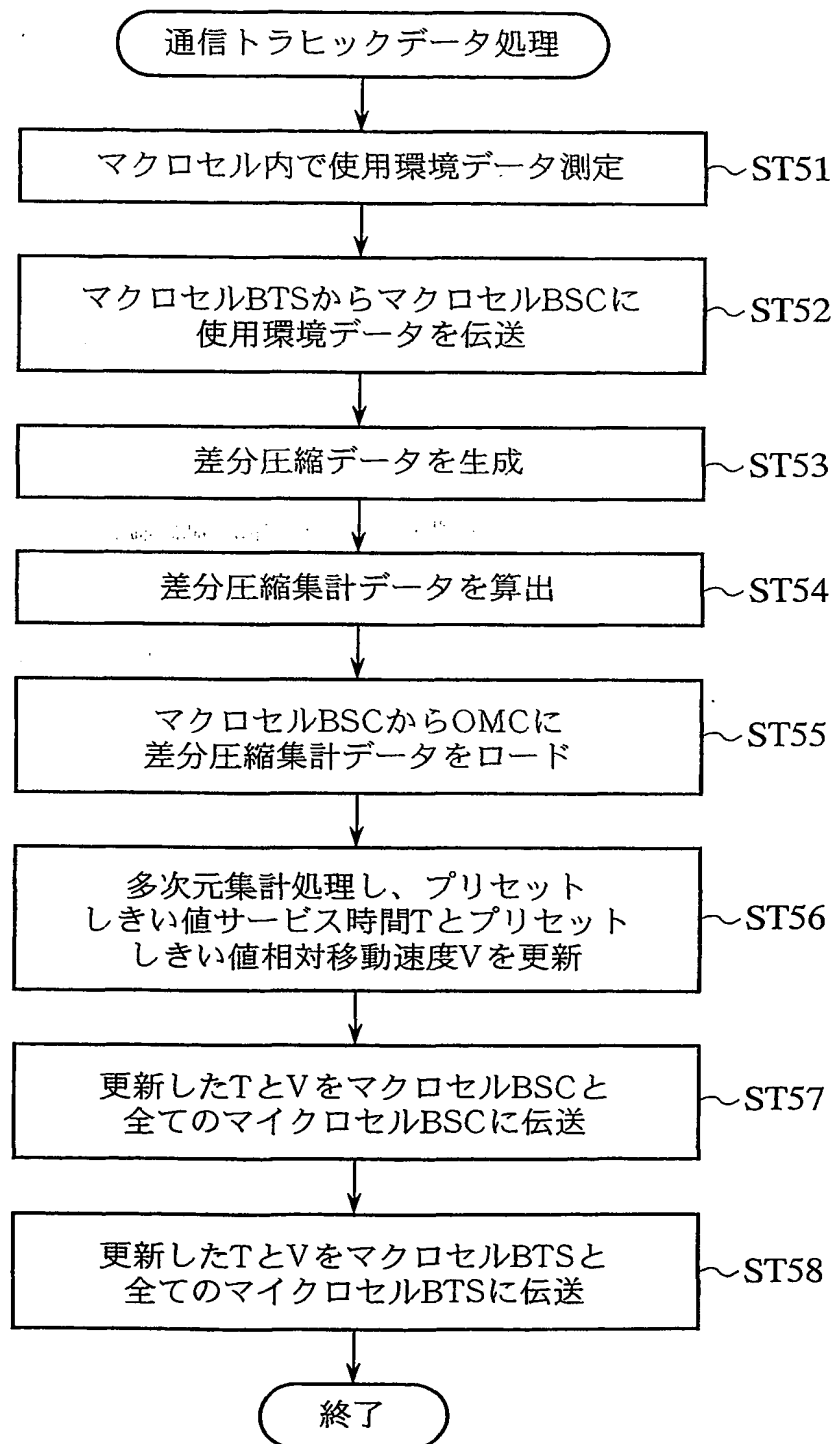 通信トラヒックデータ処理
マクロセル内で使用環境データ測定
ST51
マクロセルBTSからマクロセルBSCに
使用環境データを伝送
ST52
差分圧縮データを生成
ST53
差分圧縮集計データを算出
ST54
マクロセルBSCからOMCに
差分圧縮集計データをロード
ST55
多次元集計処理し、プリセット
しきい値サービス時間Tとプリセット
しきい値相対移動速度Vを更新
ST56
更新したTとVをマクロセルBSCと
全てのマイクロセルBSCに伝送
ST57
更新したTとVをマクロセルBTSと
全てのマイクロセルBTSに伝送
ST58
終了